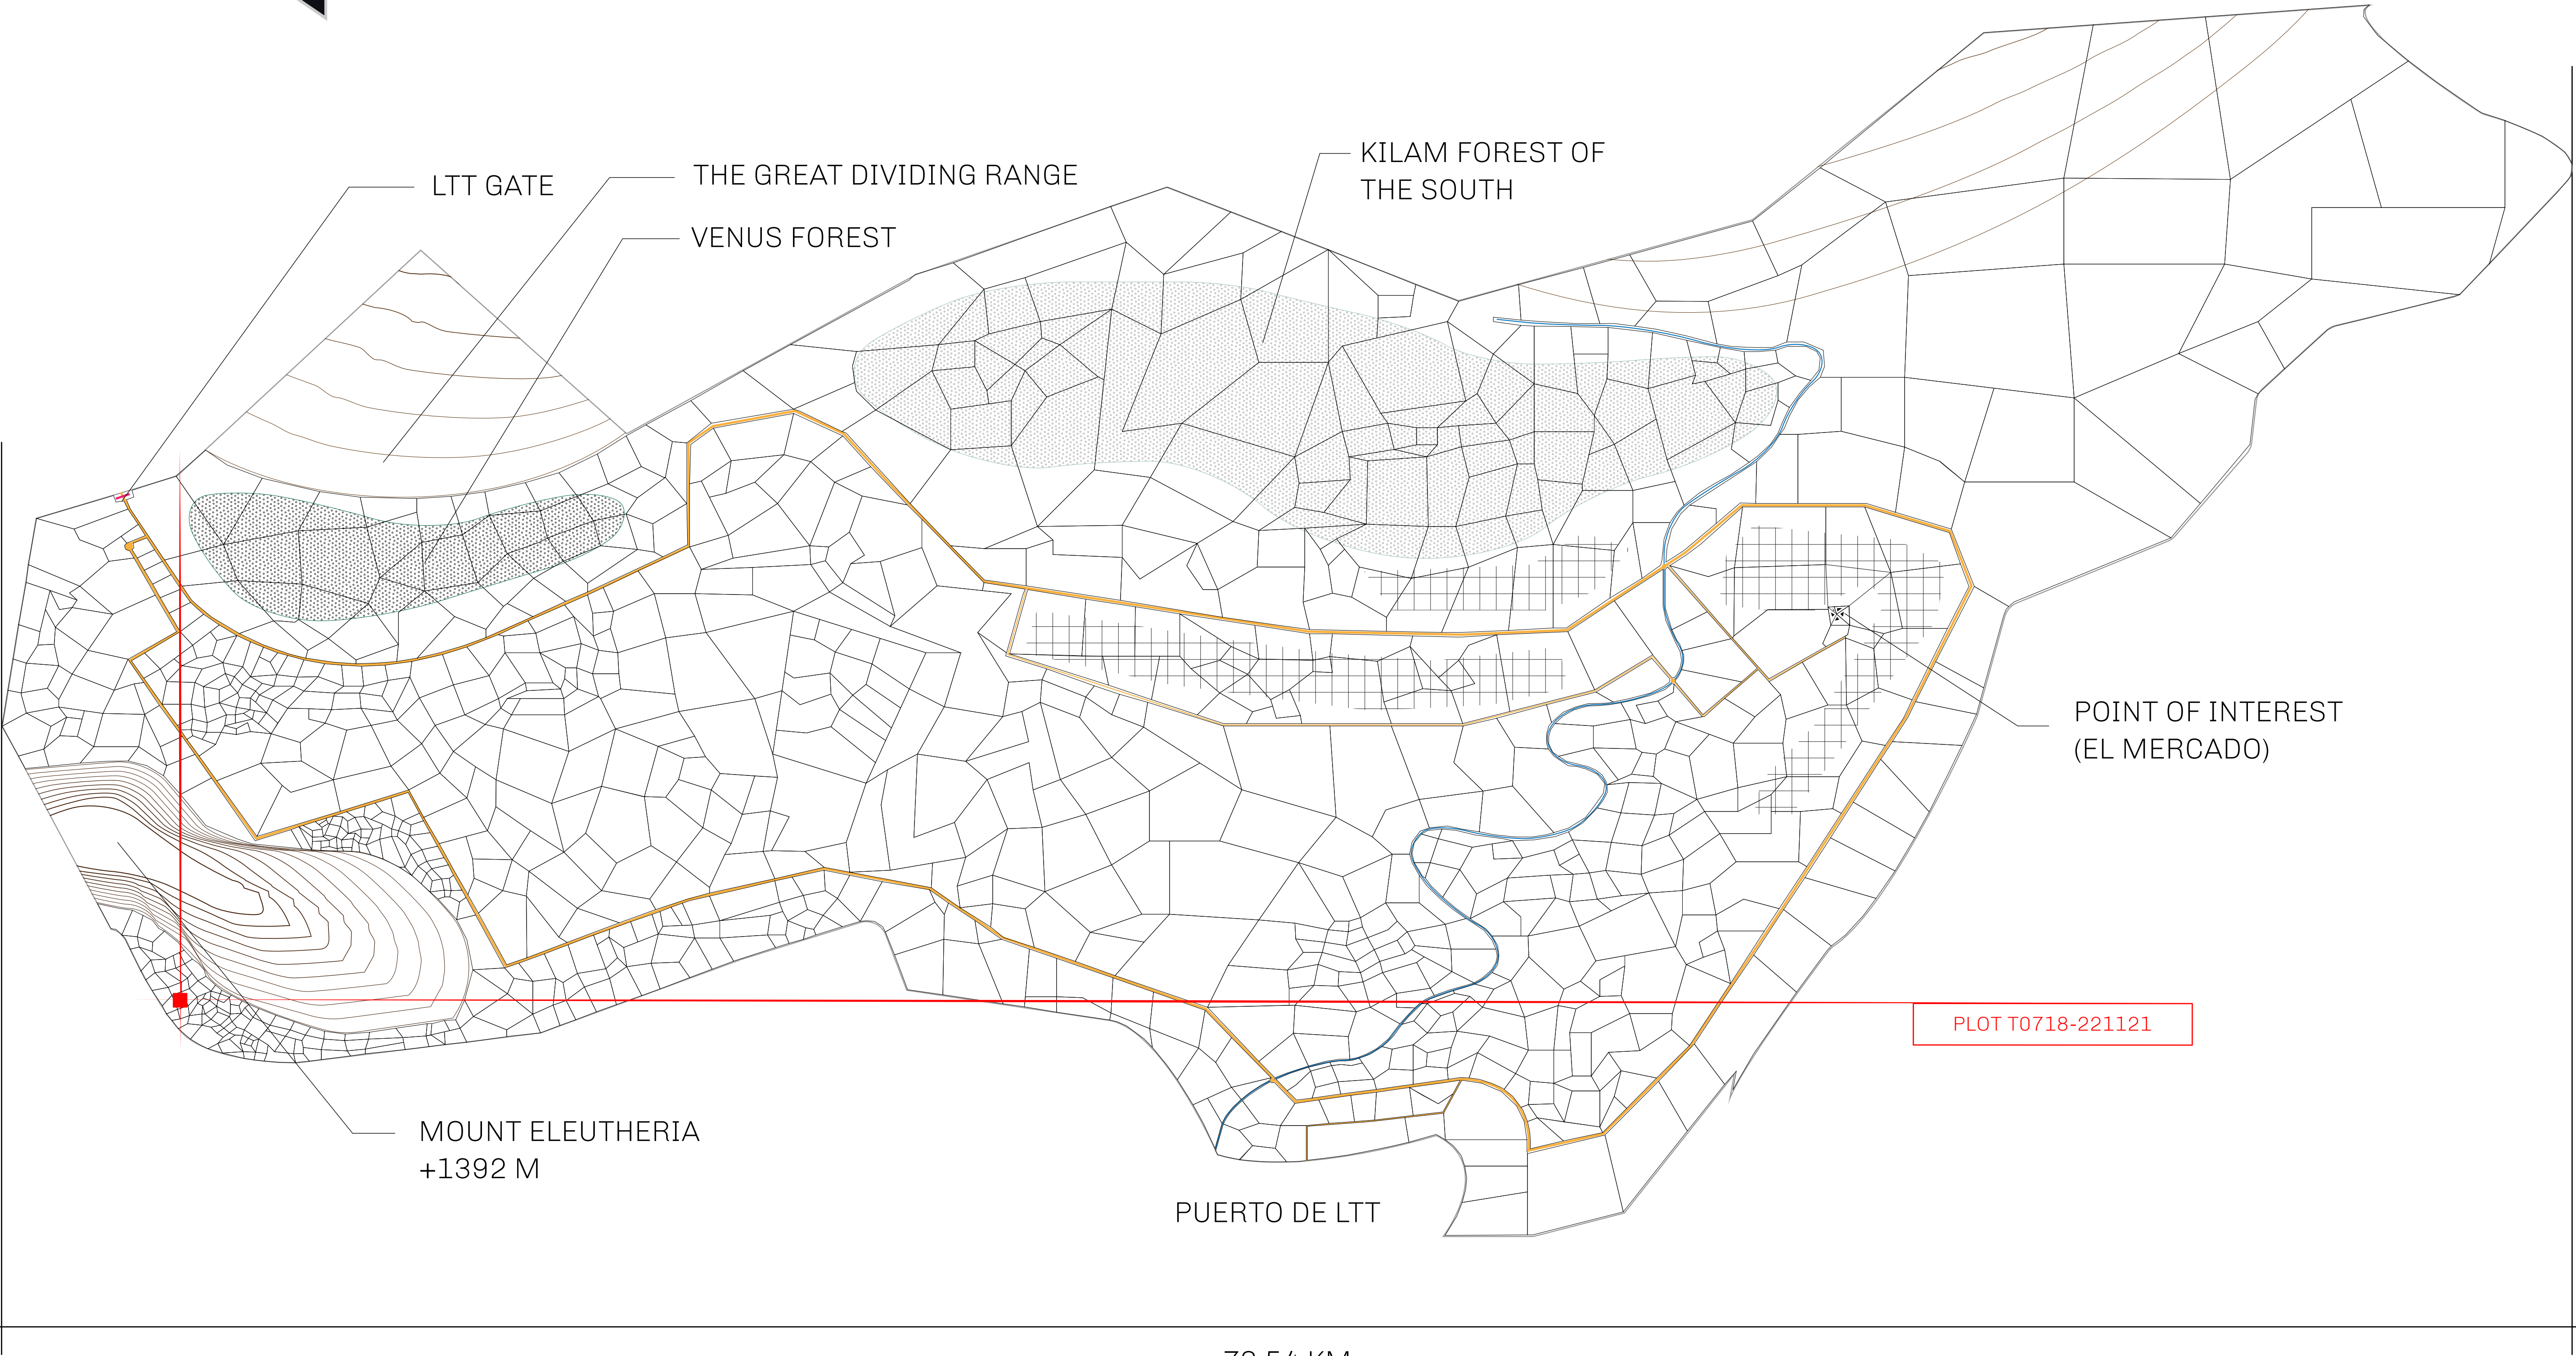 KILAM FOREST OF
THE SOUTH
LTT GATE
THE GREAT DIVIDING RANGE
VENUS FOREST
POINT OF INTEREST
(EL MERCADO)
PLOT T0718-221121
MOUNT ELEUTHERIA
+1392 M
PUERTO DE LTT
KM